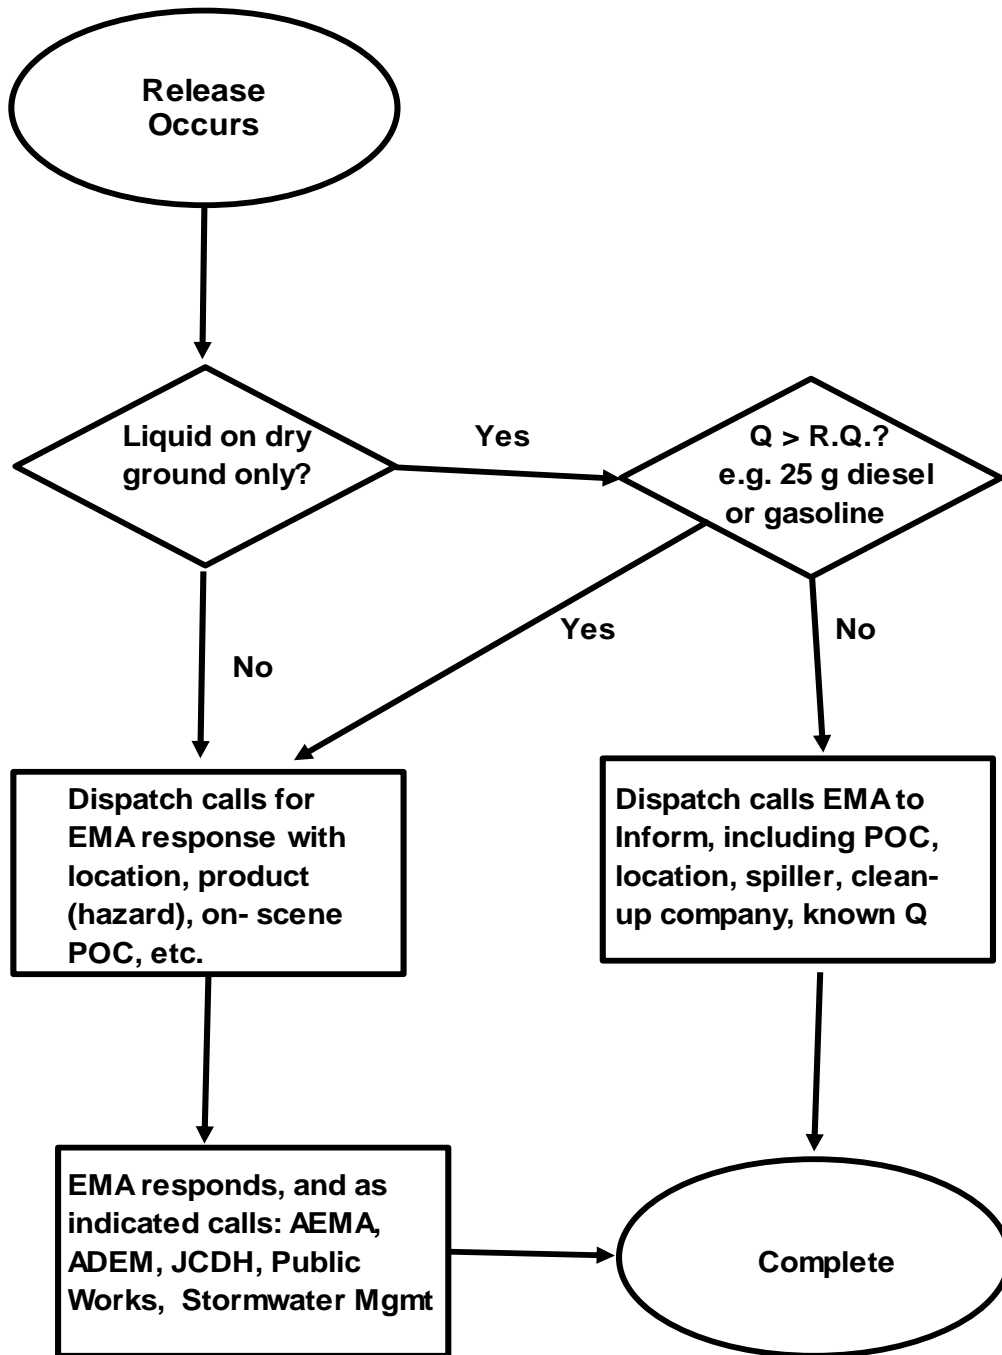 Release
Occurs
Liquid on dry
ground only?
Yes
Q > R.Q.?
e.g. 25 g diesel
or gasoline
No
Yes
No
Dispatch calls for
EMA response with
location, product
(hazard), on- scene
POC, etc.
Dispatch calls EMA to
Inform, including POC,
location, spiller, clean-
up company, known Q
EMA responds, and as
indicated calls: AEMA,
ADEM, JCDH, Public
Works, Stormwater Mgmt
Complete